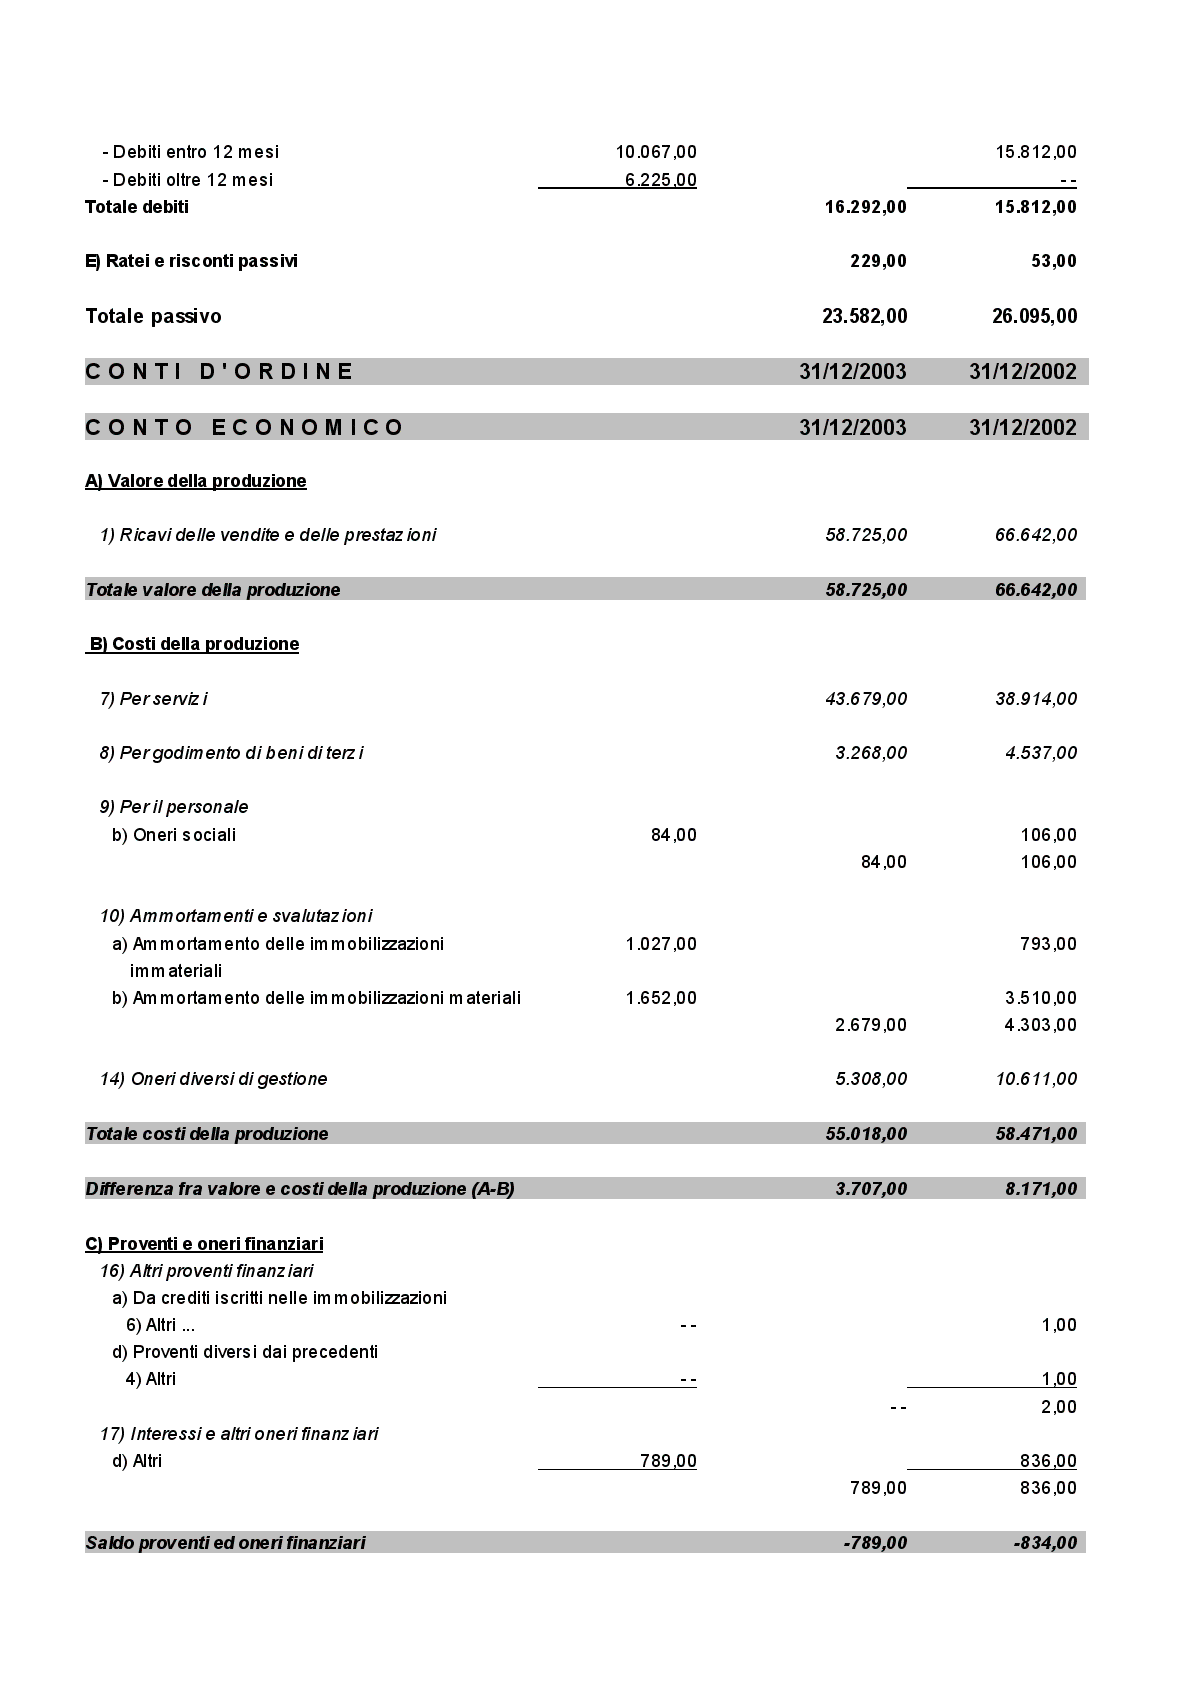 - Debiti entro 12 mesi 10.067,00 15.812,00
- Debiti oltre 12 mesi 6.225,00 - -
Totale debiti 16.292,00 15.812,00
E) Ratei e risconti passivi 229,00 53,00
Totale passivo 23.582,00 26.095,00
CONTI D'ORDINE 31/12/2003 31/12/2002
CONTO ECONOMICO 31/12/2003 31/12/2002
A) Valore della produzione
1) Ricavi delle vendite e delle prestazioni 58.725,00 66.642,00
Totale valore della produzione 58.725,00 66.642,00
B) Costi della produzione
7) Per servizi 43.679,00 38.914,00
8) Per godimento di beni di terzi 3.268,00 4.537,00
9) Per il personale
b) Oneri sociali 84,00 106,00
84,00 106,00
10) Ammortamenti e svalutazioni
a) Ammortamento delle immobilizzazioni 1.027,00 793,00
immateriali
b) Ammortamento delle immobilizzazioni materiali 1.652,00 3.510,00
2.679,00 4.303,00
14) Oneri diversi di gestione 5.308,00 10.611,00
Totale costi della produzione 55.018,00 58.471,00
Differenza fra valore e costi della produzione (A-B) 3.707,00 8.171,00
C) Proventi e oneri finanziari
16) Altri proventi finanziari
a) Da crediti iscritti nelle immobilizzazioni
6) Altri ... - - 1,00
d) Proventi diversi dai precedenti
4) Altri - - 1,00
- - 2,00
17) Interessi e altri oneri finanziari
d) Altri 789,00 836,00
789,00 836,00
Saldo proventi ed oneri finanziari -789,00 -834,00